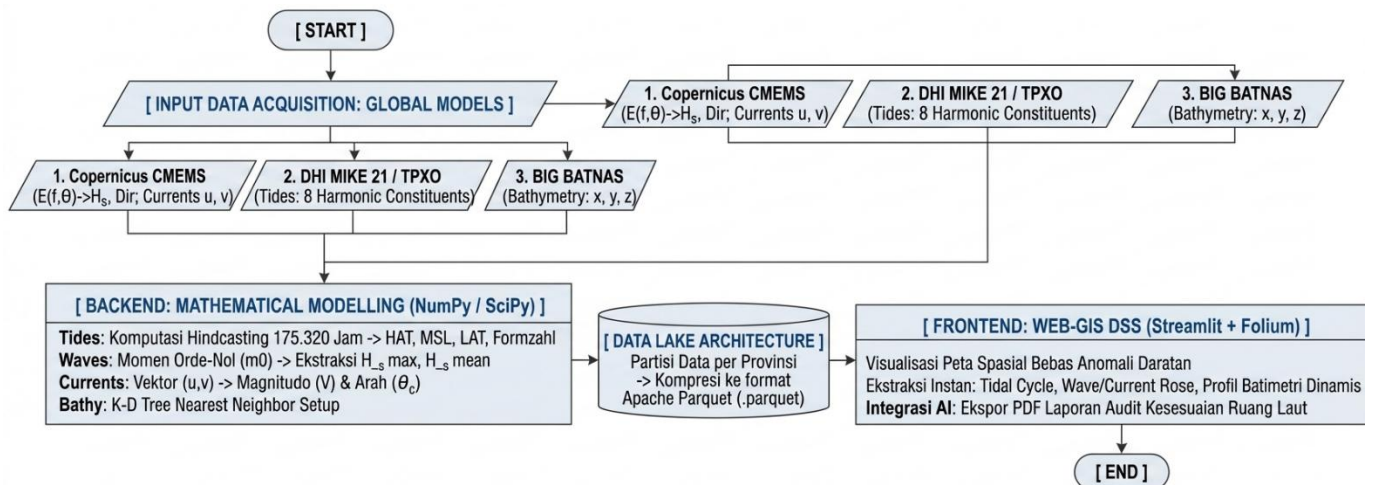 [ START ]
[ INPUT DATA ACQUISITION: GLOBAL MODELS ]
1. Copernicus CMEMS
(E(f,θ)->Hₛ, Dir; Currents u, v)
2. DHI MIKE 21 / TPXO
(Tides: 8 Harmonic Constituents)
3. BIG BATNAS
(Bathymetry: x, y, z)
1. Copernicus CMEMS
(E(f,θ)->Hₛ, Dir; Currents u, v)
2. DHI MIKE 21 / TPXO
(Tides: 8 Harmonic Constituents)
3. BIG BATNAS
(Bathymetry: x, y, z)
[ BACKEND: MATHEMATICAL MODELLING (NumPy / SciPy) ]
Tides: Komputasi Hindcasting 175.320 Jam -> HAT, MSL, LAT, Formzahl
Waves: Momen Orde-Nol (m0) -> Ekstraksi H_s max, H_s mean
Currents: Vektor (u,v) -> Magnitudo (V) & Arah (θ_c)
Bathy: K-D Tree Nearest Neighbor Setup
[ DATA LAKE ARCHITECTURE ]
Partisi Data per Provinsi
-> Kompresi ke format
Apache Parquet (.parquet)
[ FRONTEND: WEB-GIS DSS (Streamlit + Folium) ]
Visualisasi Peta Spasial Bebas Anomali Daratan
Ekstraksi Instan: Tidal Cycle, Wave/Current Rose, Profil Batimetri Dinamis
Integrasi AI: Ekspor PDF Laporan Audit Kesesuaian Ruang Laut
[ END ]